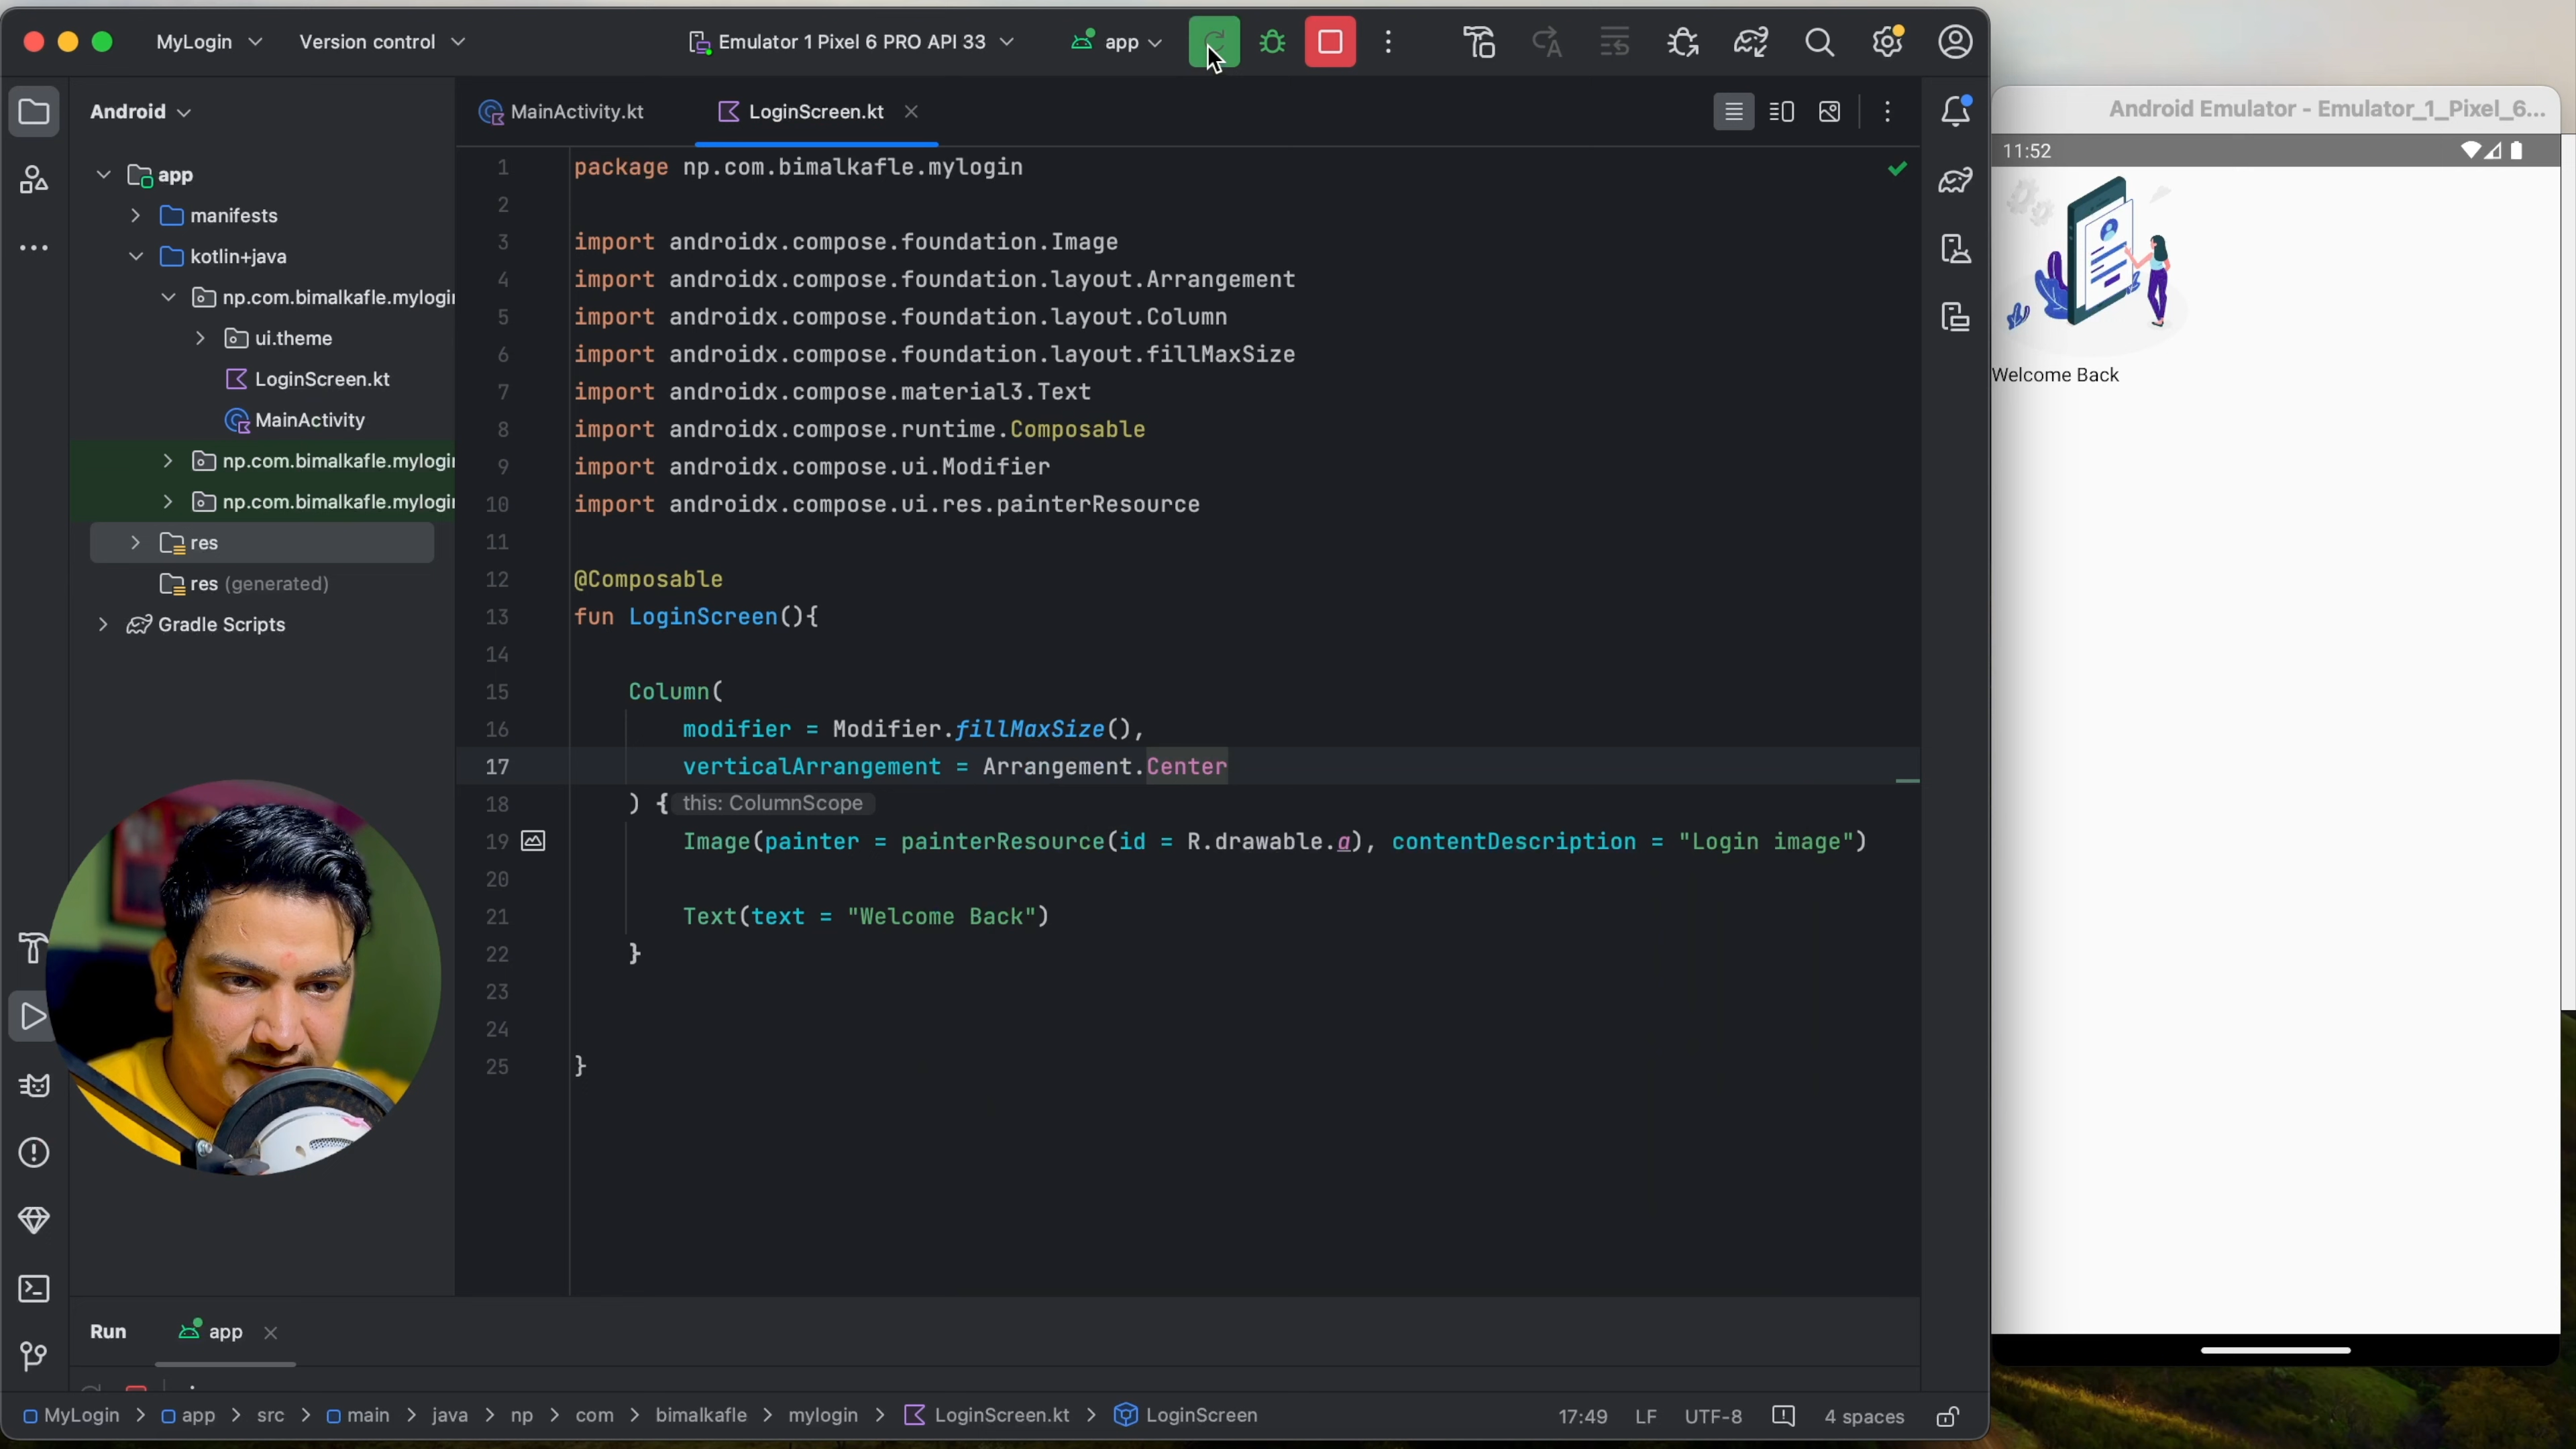 MyLogin
Version control
Emulator 1 Pixel 6 PRO API 33
app
Android
MainActivity.kt
LoginScreen.kt
app
manifests
kotlin+java
np.com.bimalkafle.mylogin
ui.theme
LoginScreen.kt
MainActivity
np.com.bimalkafle.mylogin
np.com.bimalkafle.mylogin
res
res (generated)
Gradle Scripts
1 package np.com.bimalkafle.mylogin
2
3 import androidx.compose.foundation.Image
4 import androidx.compose.foundation.layout.Arrangement
5 import androidx.compose.foundation.layout.Column
6 import androidx.compose.foundation.layout.fillMaxSize
7 import androidx.compose.material3.Text
8 import androidx.compose.runtime.Composable
9 import androidx.compose.ui.Modifier
10 import androidx.compose.ui.res.painterResource
11
12 @Composable
13 fun LoginScreen(){
14
15 Column(
16 modifier = Modifier.fillMaxSize(),
17 verticalArrangement = Arrangement.Center
18 ) { this: ColumnScope
19 Image(painter = painterResource(id = R.drawable.a), contentDescription = "Login image")
20
21 Text(text = "Welcome Back")
22 }
23
24
25 }
Run
app
MyLogin > app > src > main > java > np > com > bimalkafle > mylogin > LoginScreen.kt > LoginScreen
17:49 LF UTF-8 4 spaces
Android Emulator - Emulator_1_Pixel_6...
11:52
Welcome Back